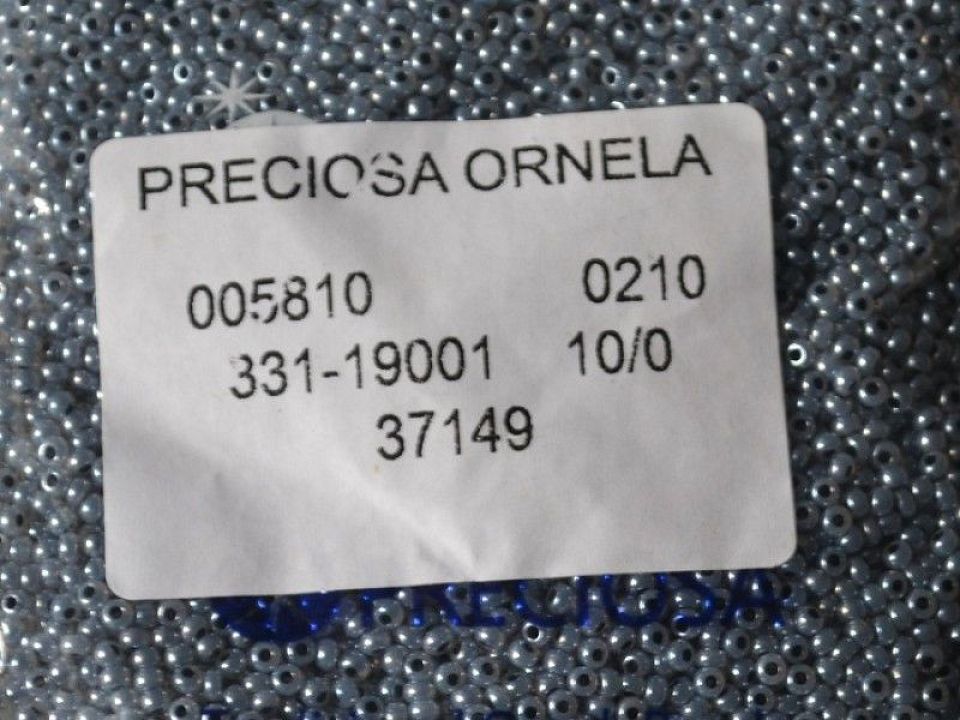 PRECIOSA ORNELA
005810 0210
331-19001 10/0
37149
PRECIOSA